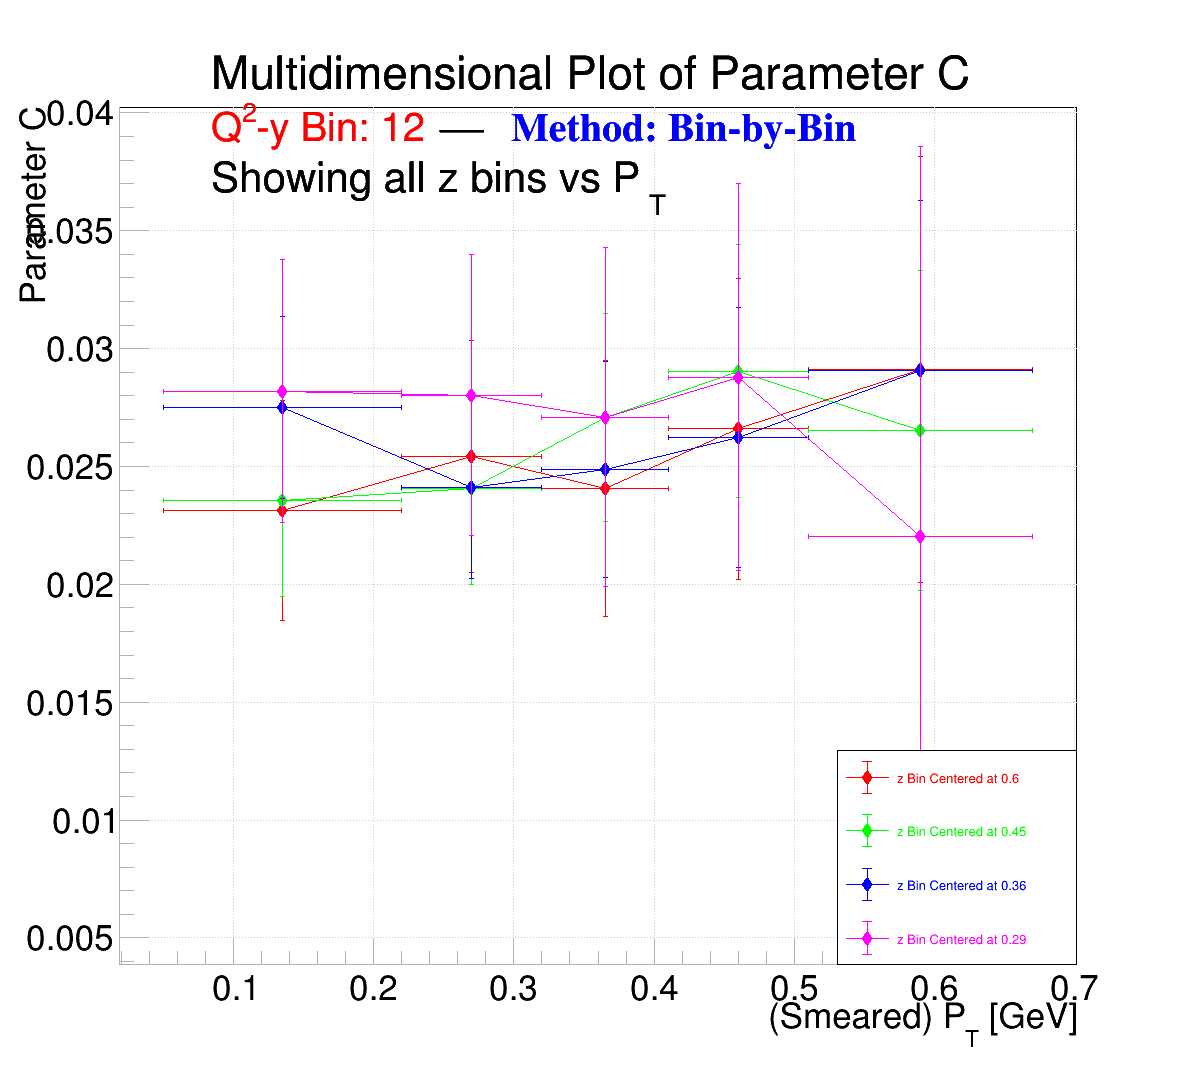 Multidimensional Plot of Parameter C
Q²-y Bin: 12 — Method: Bin-by-Bin
Showing all z bins vs P_T
Parameter C
0.04
0.035
0.03
0.025
0.02
0.015
0.01
0.005
z Bin Centered at 0.6
z Bin Centered at 0.45
z Bin Centered at 0.36
z Bin Centered at 0.29
0.1 0.2 0.3 0.4 0.5 0.6 0.7
(Smeared) P_T [GeV]